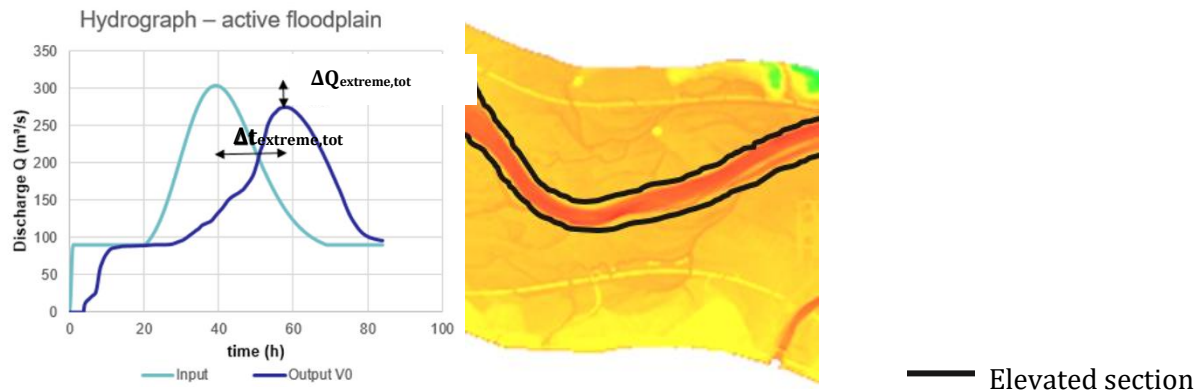 Hydrograph – active floodplain
350
300
250
200
150
100
50
0
Discharge Q (m³/s)
ΔQextreme,tot
Δtextreme,tot
0 20 40 60 80 100
time (h)
Input Output V0
Elevated section